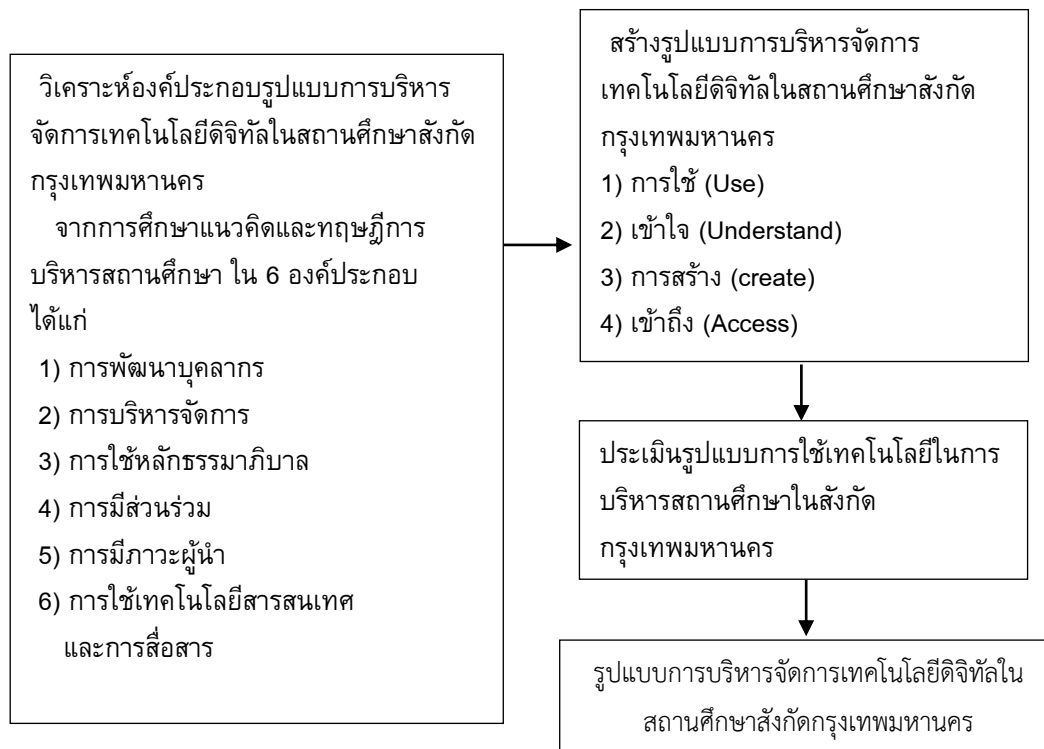 วิเคราะห์องค์ประกอบรูปแบบการบริหาร
จัดการเทคโนโลยีดิจิทัลในสถานศึกษาสังกัด
กรุงเทพมหานคร
จากการศึกษาแนวคิดและทฤษฎีการ
บริหารสถานศึกษา ใน 6 องค์ประกอบ
ได้แก่
1) การพัฒนาบุคลากร
2) การบริหารจัดการ
3) การใช้หลักธรรมาภิบาล
4) การมีส่วนร่วม
5) การมีภาวะผู้นำ
6) การใช้เทคโนโลยีสารสนเทศ
และการสื่อสาร
สร้างรูปแบบการบริหารจัดการ
เทคโนโลยีดิจิทัลในสถานศึกษาสังกัด
กรุงเทพมหานคร
1) การใช้ (Use)
2) เข้าใจ (Understand)
3) การสร้าง (create)
4) เข้าถึง (Access)
ประเมินรูปแบบการใช้เทคโนโลยีในการ
บริหารสถานศึกษาในสังกัด
กรุงเทพมหานคร
รูปแบบการบริหารจัดการเทคโนโลยีดิจิทัลใน
สถานศึกษาสังกัดกรุงเทพมหานคร